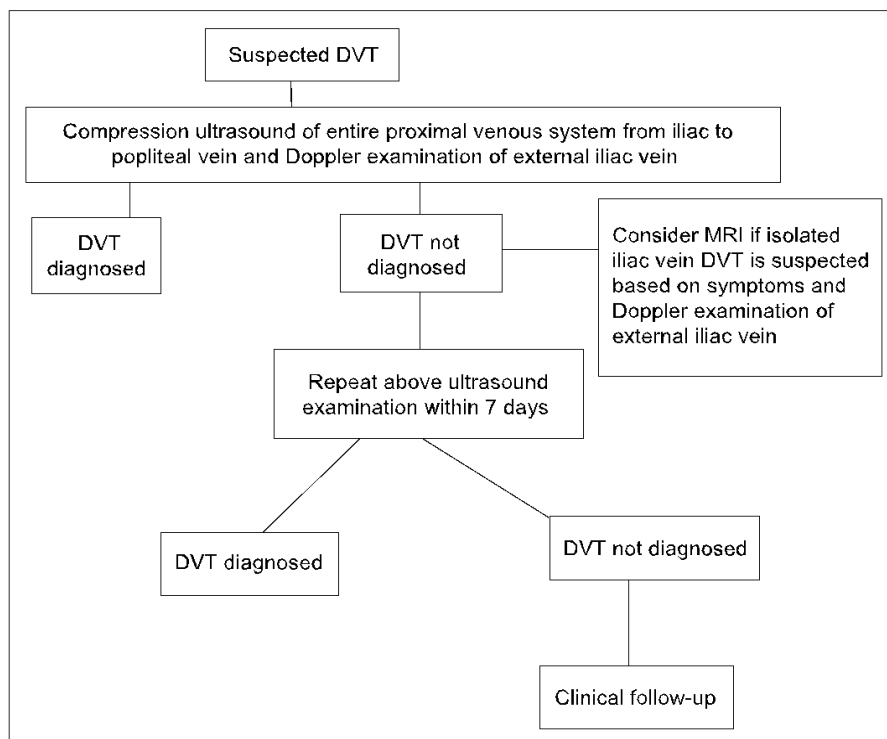 Suspected DVT
Compression ultrasound of entire proximal venous system from iliac to
popliteal vein and Doppler examination of external iliac vein
DVT
diagnosed
DVT not
diagnosed
Consider MRI if isolated
iliac vein DVT is suspected
based on symptoms and
Doppler examination of
external iliac vein
Repeat above ultrasound
examination within 7 days
DVT diagnosed
DVT not diagnosed
Clinical follow-up